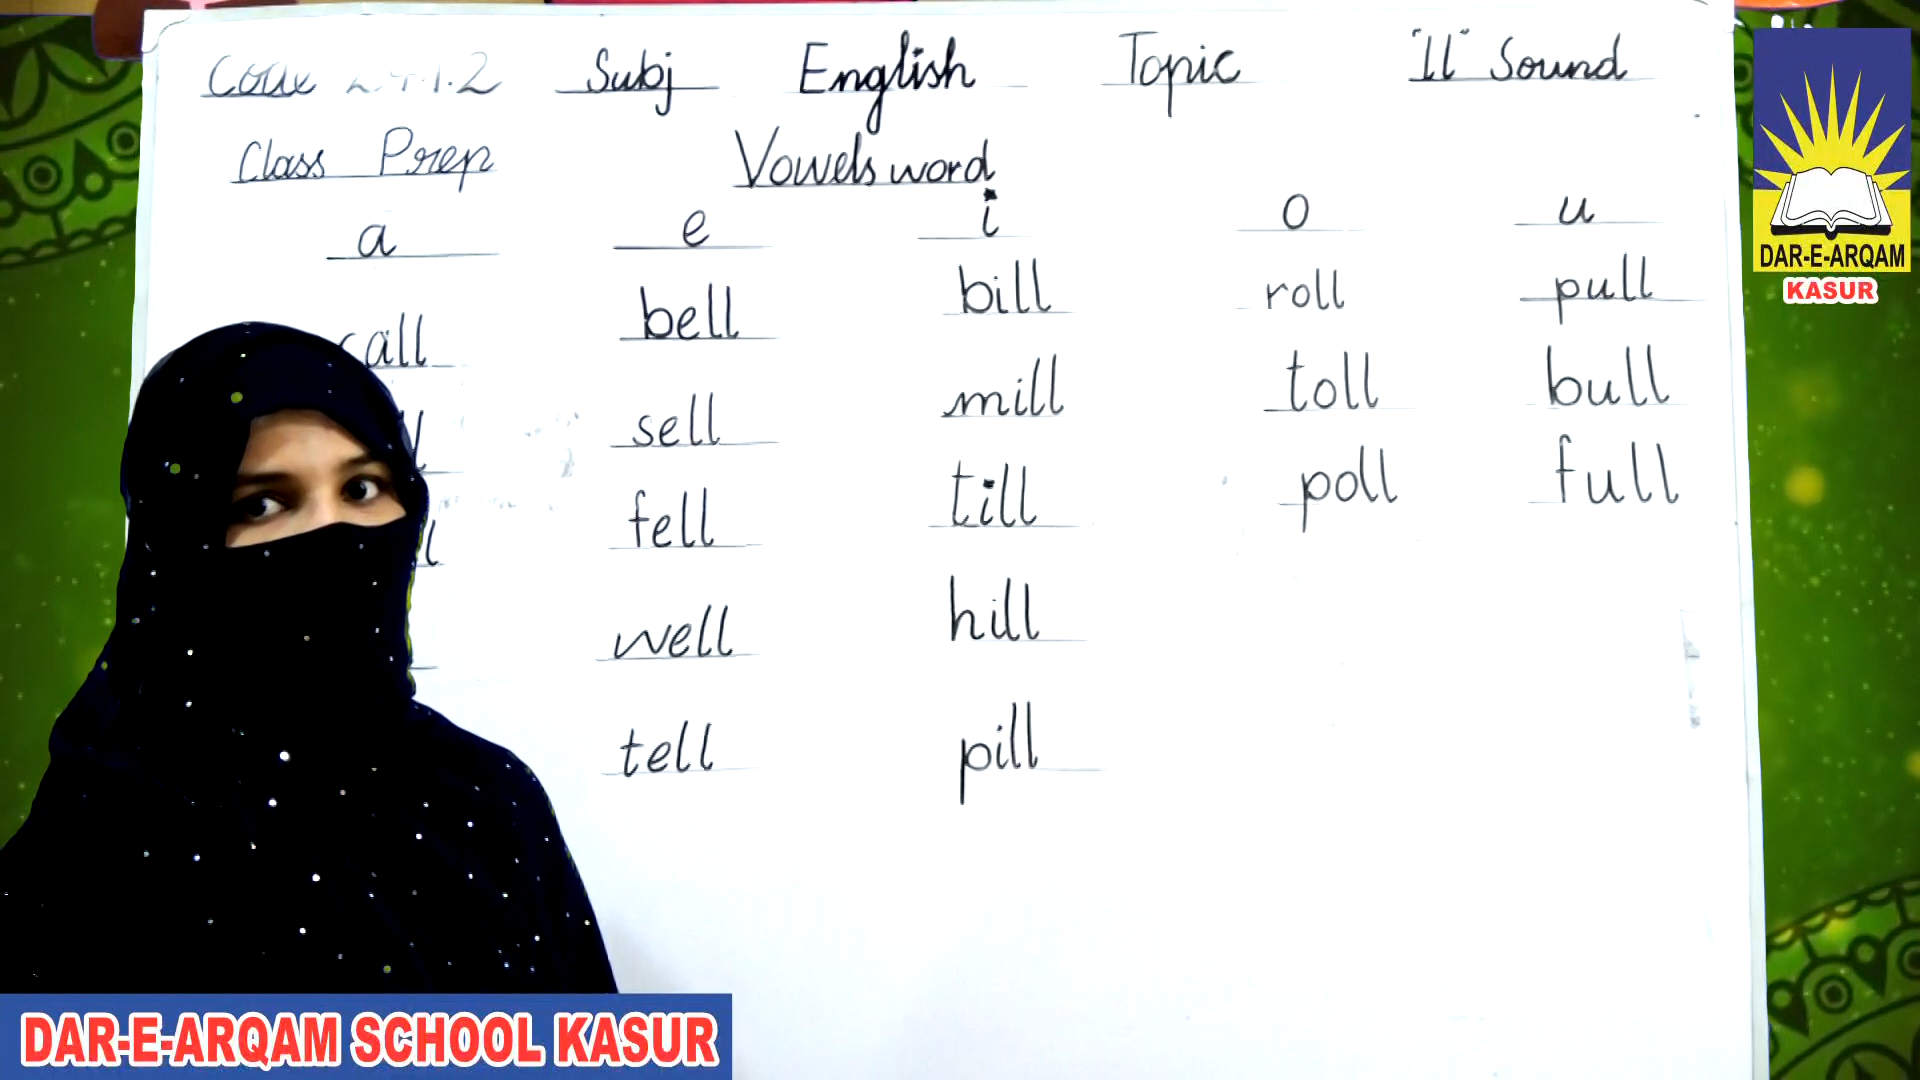 Subj English Topic "ll" Sound
Class Prep Vowels word
a e i o u
call bell bill roll pull
sell mill toll bull
fell till poll full
well hill
tell pill
DAR-E-ARQAM
KASUR
DAR-E-ARQAM SCHOOL KASUR